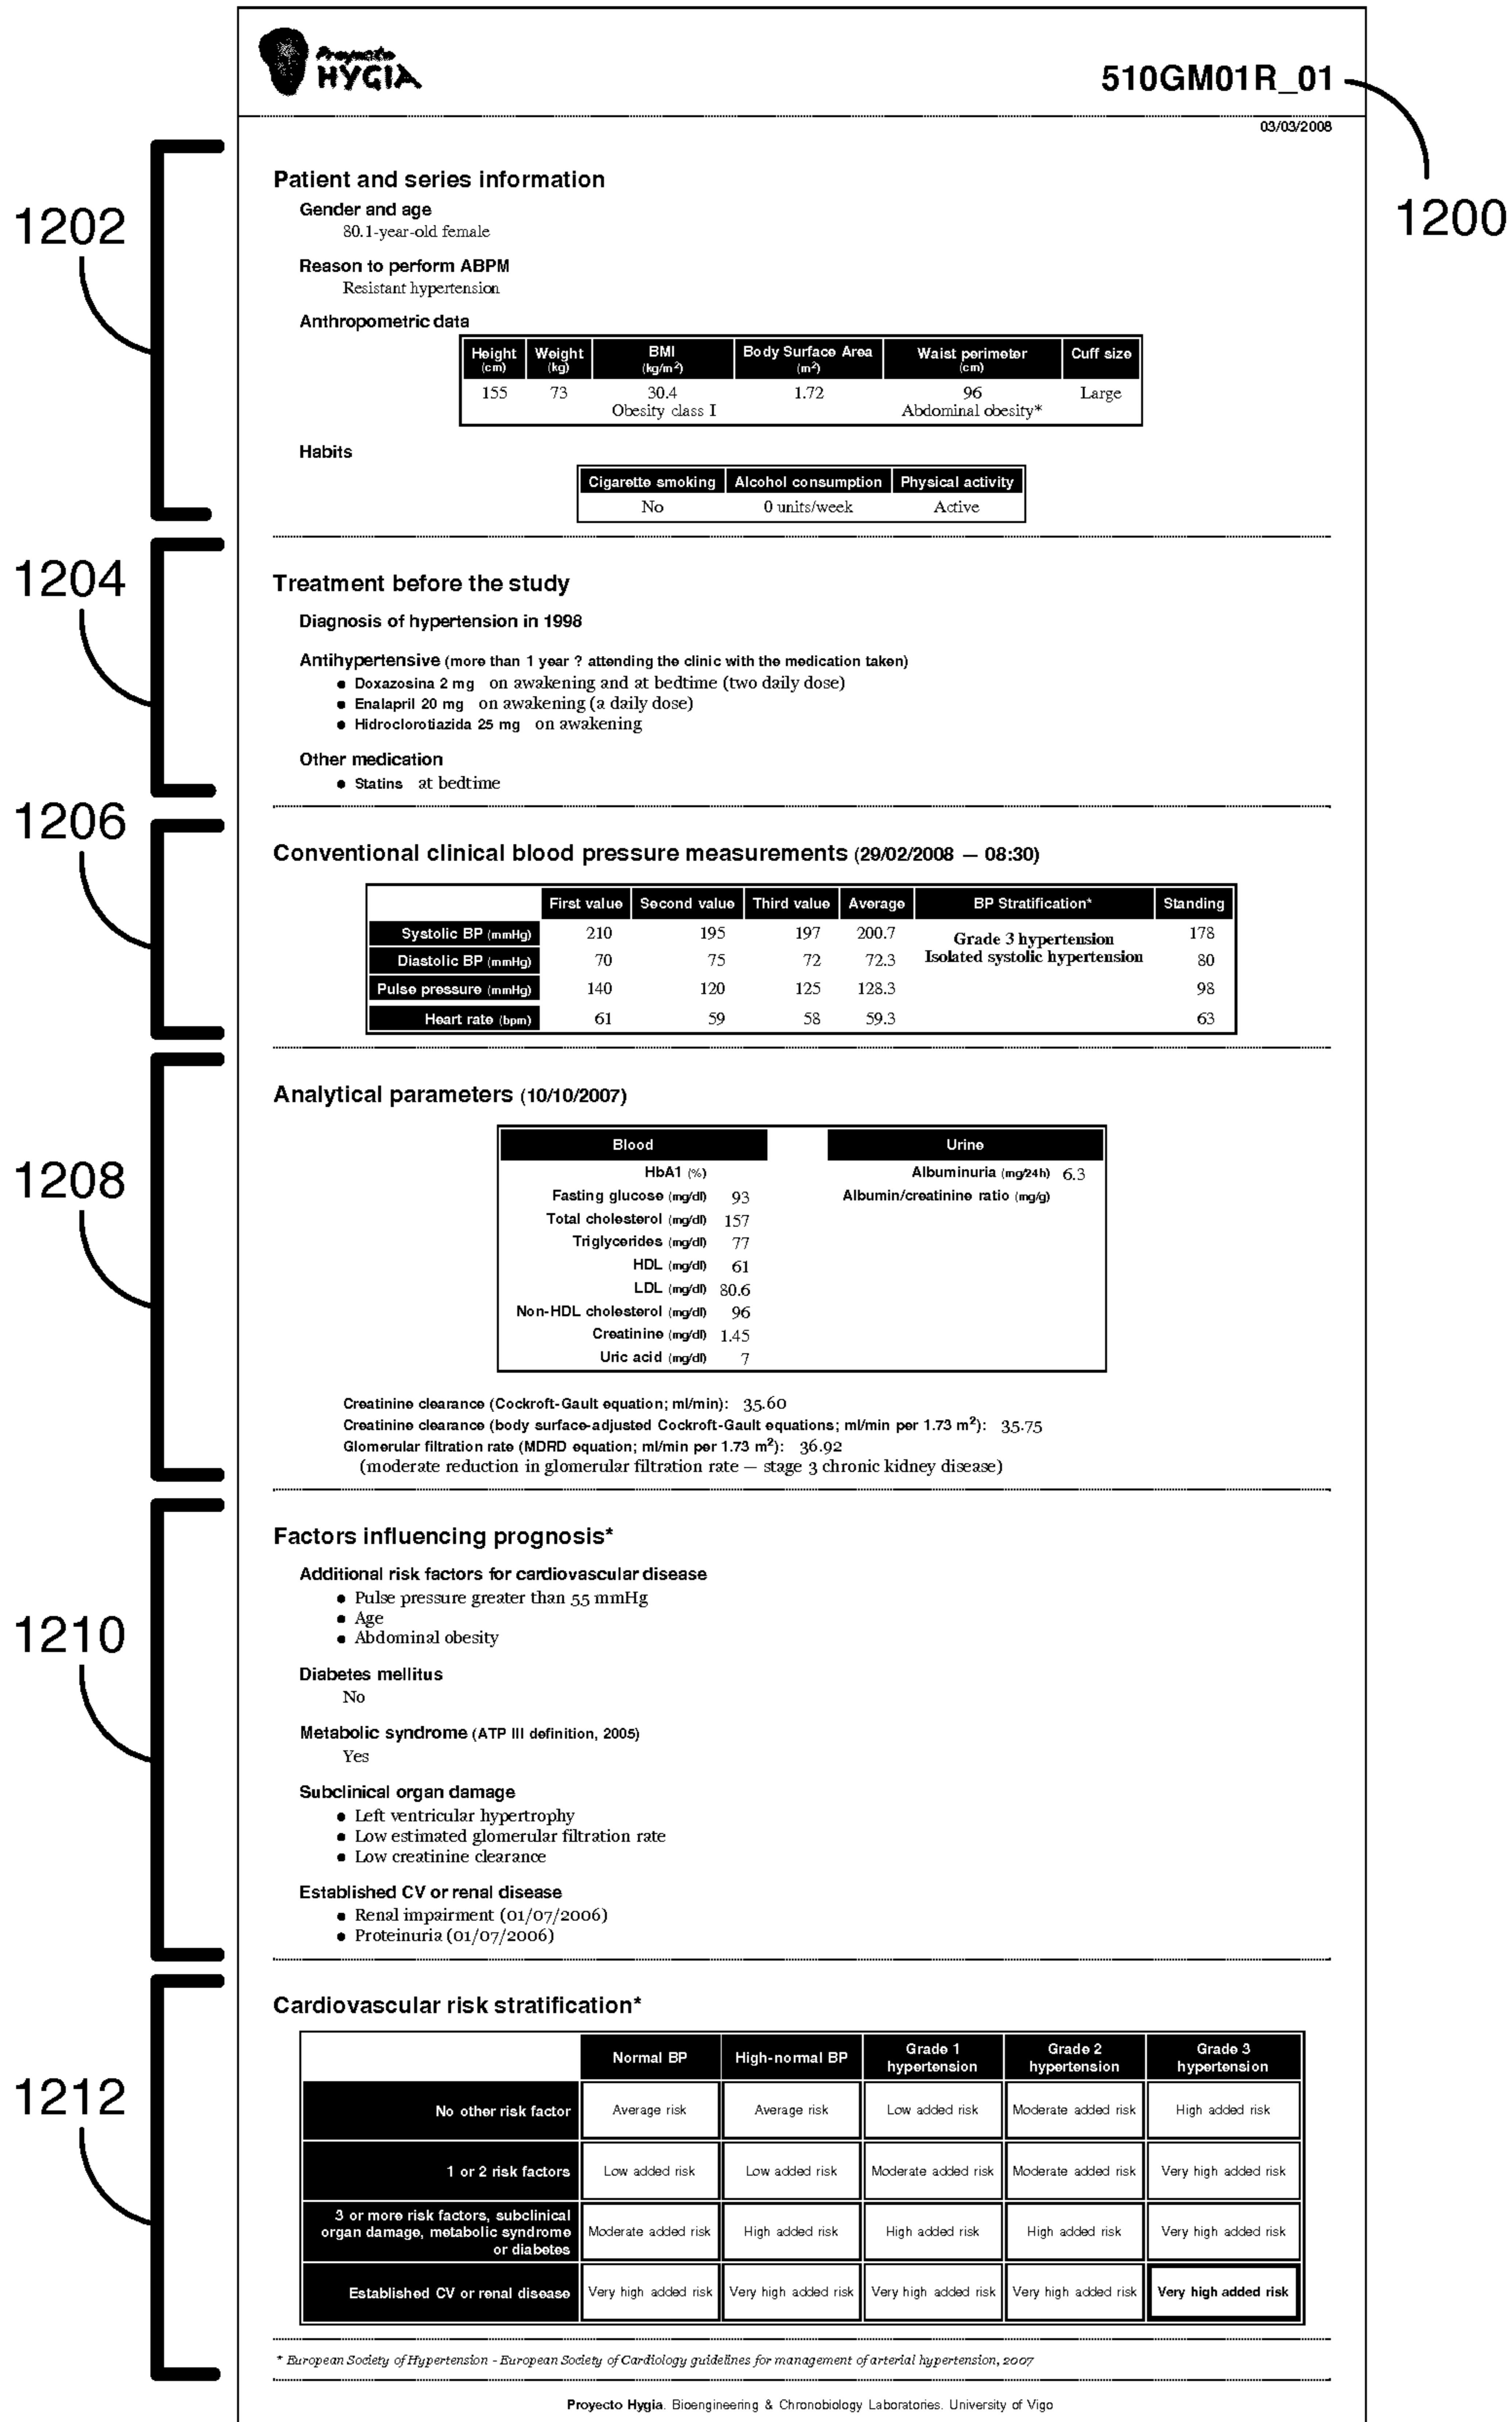 Proyecto
HYGIA
510GM01R_01
03/03/2008
1200
1202
Patient and series information
Gender and age
80.1-year-old female
Reason to perform ABPM
Resistant hypertension
Anthropometric data
Height (cm) Weight (kg) BMI (kg/m²) Body Surface Area (m²) Waist perimeter (cm) Cuff size
155 73 30.4 1.72 96 Large
Obesity class I Abdominal obesity*
Habits
Cigarette smoking Alcohol consumption Physical activity
No 0 units/week Active
1204
Treatment before the study
Diagnosis of hypertension in 1998
Antihypertensive (more than 1 year ? attending the clinic with the medication taken)
● Doxazosina 2 mg on awakening and at bedtime (two daily dose)
● Enalapril 20 mg on awakening (a daily dose)
● Hidroclorotiazida 25 mg on awakening
Other medication
● Statins at bedtime
1206
Conventional clinical blood pressure measurements (29/02/2008 — 08:30)
First value Second value Third value Average BP Stratification* Standing
Systolic BP (mmHg) 210 195 197 200.7 Grade 3 hypertension 178
Diastolic BP (mmHg) 70 75 72 72.3 Isolated systolic hypertension 80
Pulse pressure (mmHg) 140 120 125 128.3 98
Heart rate (bpm) 61 59 58 59.3 63
1208
Analytical parameters (10/10/2007)
Blood Urine
HbA1 (%) Albuminuria (mg/24h) 6.3
Fasting glucose (mg/dl) 93 Albumin/creatinine ratio (mg/g)
Total cholesterol (mg/dl) 157
Triglycerides (mg/dl) 77
HDL (mg/dl) 61
LDL (mg/dl) 80.6
Non-HDL cholesterol (mg/dl) 96
Creatinine (mg/dl) 1.45
Uric acid (mg/dl) 7
Creatinine clearance (Cockroft-Gault equation; ml/min): 35.60
Creatinine clearance (body surface-adjusted Cockroft-Gault equations; ml/min per 1.73 m²): 35.75
Glomerular filtration rate (MDRD equation; ml/min per 1.73 m²): 36.92
(moderate reduction in glomerular filtration rate — stage 3 chronic kidney disease)
1210
Factors influencing prognosis*
Additional risk factors for cardiovascular disease
● Pulse pressure greater than 55 mmHg
● Age
● Abdominal obesity
Diabetes mellitus
No
Metabolic syndrome (ATP III definition, 2005)
Yes
Subclinical organ damage
● Left ventricular hypertrophy
● Low estimated glomerular filtration rate
● Low creatinine clearance
Established CV or renal disease
● Renal impairment (01/07/2006)
● Proteinuria (01/07/2006)
1212
Cardiovascular risk stratification*
Normal BP High-normal BP Grade 1 hypertension Grade 2 hypertension Grade 3 hypertension
No other risk factor Average risk Average risk Low added risk Moderate added risk High added risk
1 or 2 risk factors Low added risk Low added risk Moderate added risk Moderate added risk Very high added risk
3 or more risk factors, subclinical
organ damage, metabolic syndrome Moderate added risk High added risk High added risk High added risk Very high added risk
or diabetes
Established CV or renal disease Very high added risk Very high added risk Very high added risk Very high added risk Very high added risk
* European Society of Hypertension - European Society of Cardiology guidelines for management of arterial hypertension, 2007
Proyecto Hygia. Bioengineering & Chronobiology Laboratories. University of Vigo